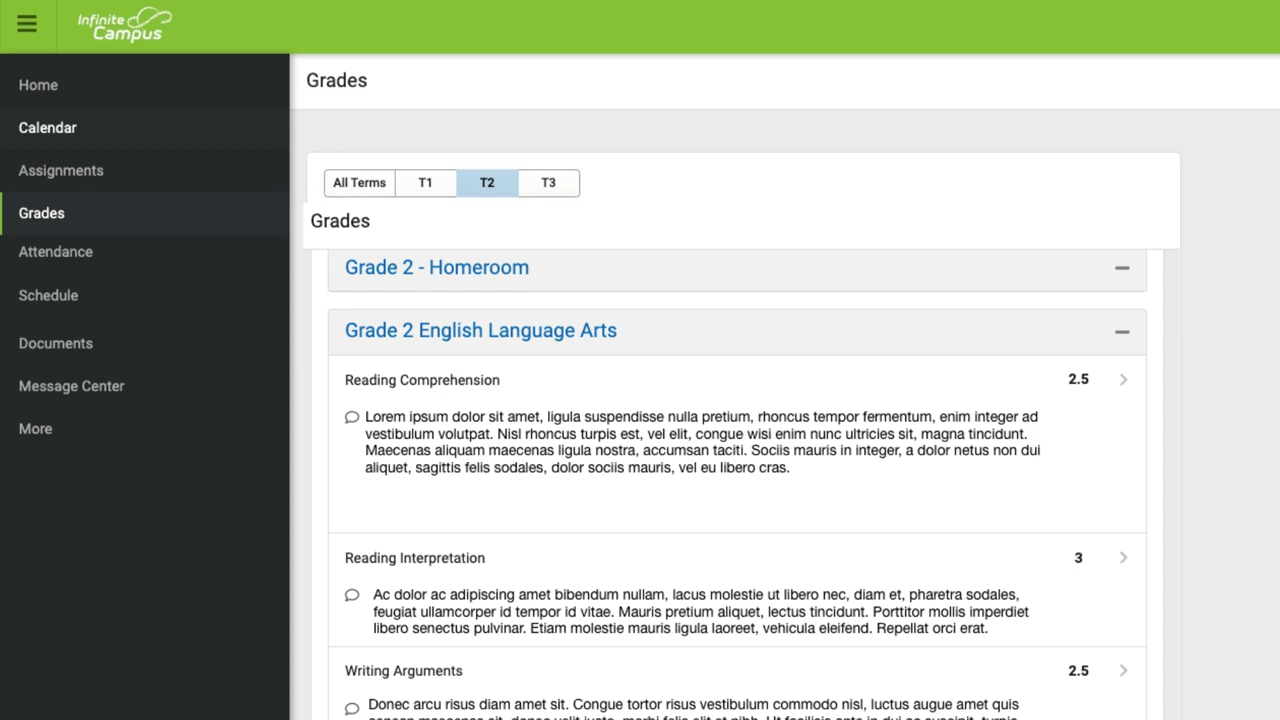 Infinite
Campus
Home
Calendar
Assignments
Grades
Attendance
Schedule
Documents
Message Center
More
Grades
All Terms T1 T2 T3
Grades
Grade 2 - Homeroom
Grade 2 English Language Arts
Reading Comprehension 2.5
Lorem ipsum dolor sit amet, ligula suspendisse nulla pretium, rhoncus tempor fermentum, enim integer ad
vestibulum volutpat. Nisl rhoncus turpis est, vel elit, congue wisi enim nunc ultricies sit, magna tincidunt.
Maecenas aliquam maecenas ligula nostra, accumsan taciti. Sociis mauris in integer, a dolor netus non dui
aliquet, sagittis felis sodales, dolor sociis mauris, vel eu libero cras.
Reading Interpretation 3
Ac dolor ac adipiscing amet bibendum nullam, lacus molestie ut libero nec, diam et, pharetra sodales,
feugiat ullamcorper id tempor id vitae. Mauris pretium aliquet, lectus tincidunt. Porttitor mollis imperdiet
libero senectus pulvinar. Etiam molestie mauris ligula laoreet, vehicula eleifend. Repellat orci erat.
Writing Arguments 2.5
Donec arcu risus diam amet sit. Congue tortor risus vestibulum commodo nisl, luctus augue amet quis